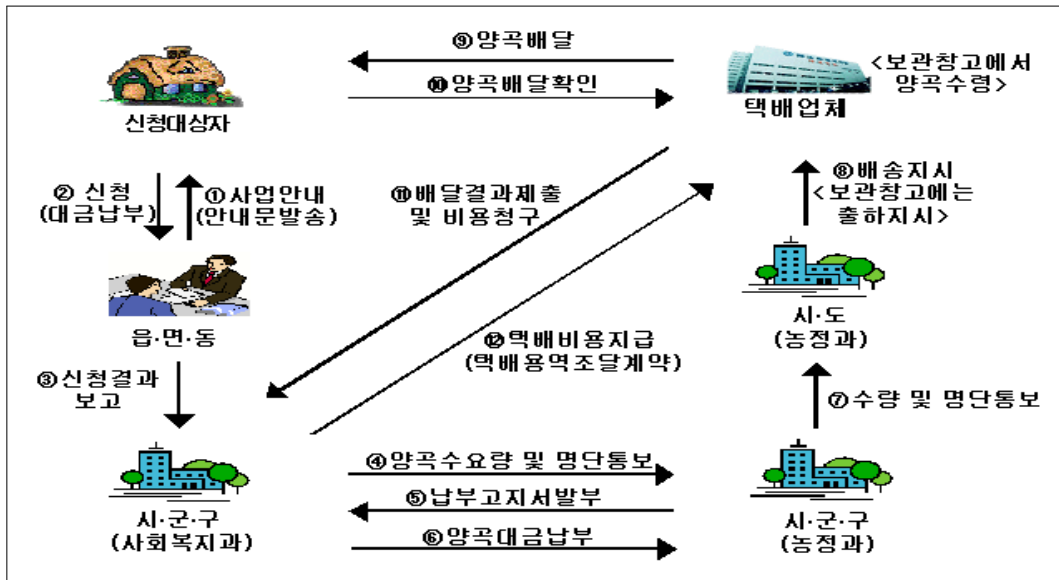 ⑨양곡배달
⑩양곡배달확인
<보관창고에서
양곡수령>
신청대상자
택배업체
② 신청
(대금납부)
①사업안내
(안내문발송)
⑪배달결과제출
및 비용청구
⑧배송지시
<보관창고에는
출하지시>
읍·면·동
시·도
(농정과)
⑫택배비용지급
(택배용역조달계약)
③신청결과
보고
⑦수량 및 명단통보
④양곡수요량 및 명단통보
⑤납부고지서발부
⑥양곡대금납부
시·군·구
(사회복지과)
시·군·구
(농정과)